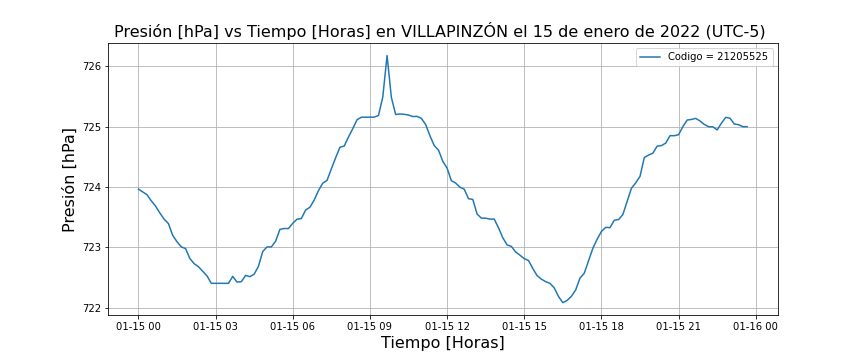 Presión [hPa] vs Tiempo [Horas] en VILLAPINZÓN el 15 de enero de 2022 (UTC-5)
Codigo = 21205525
726
725
724
723
722
Presión [hPa]
01-15 00 01-15 03 01-15 06 01-15 09 01-15 12 01-15 15 01-15 18 01-15 21 01-16 00
Tiempo [Horas]